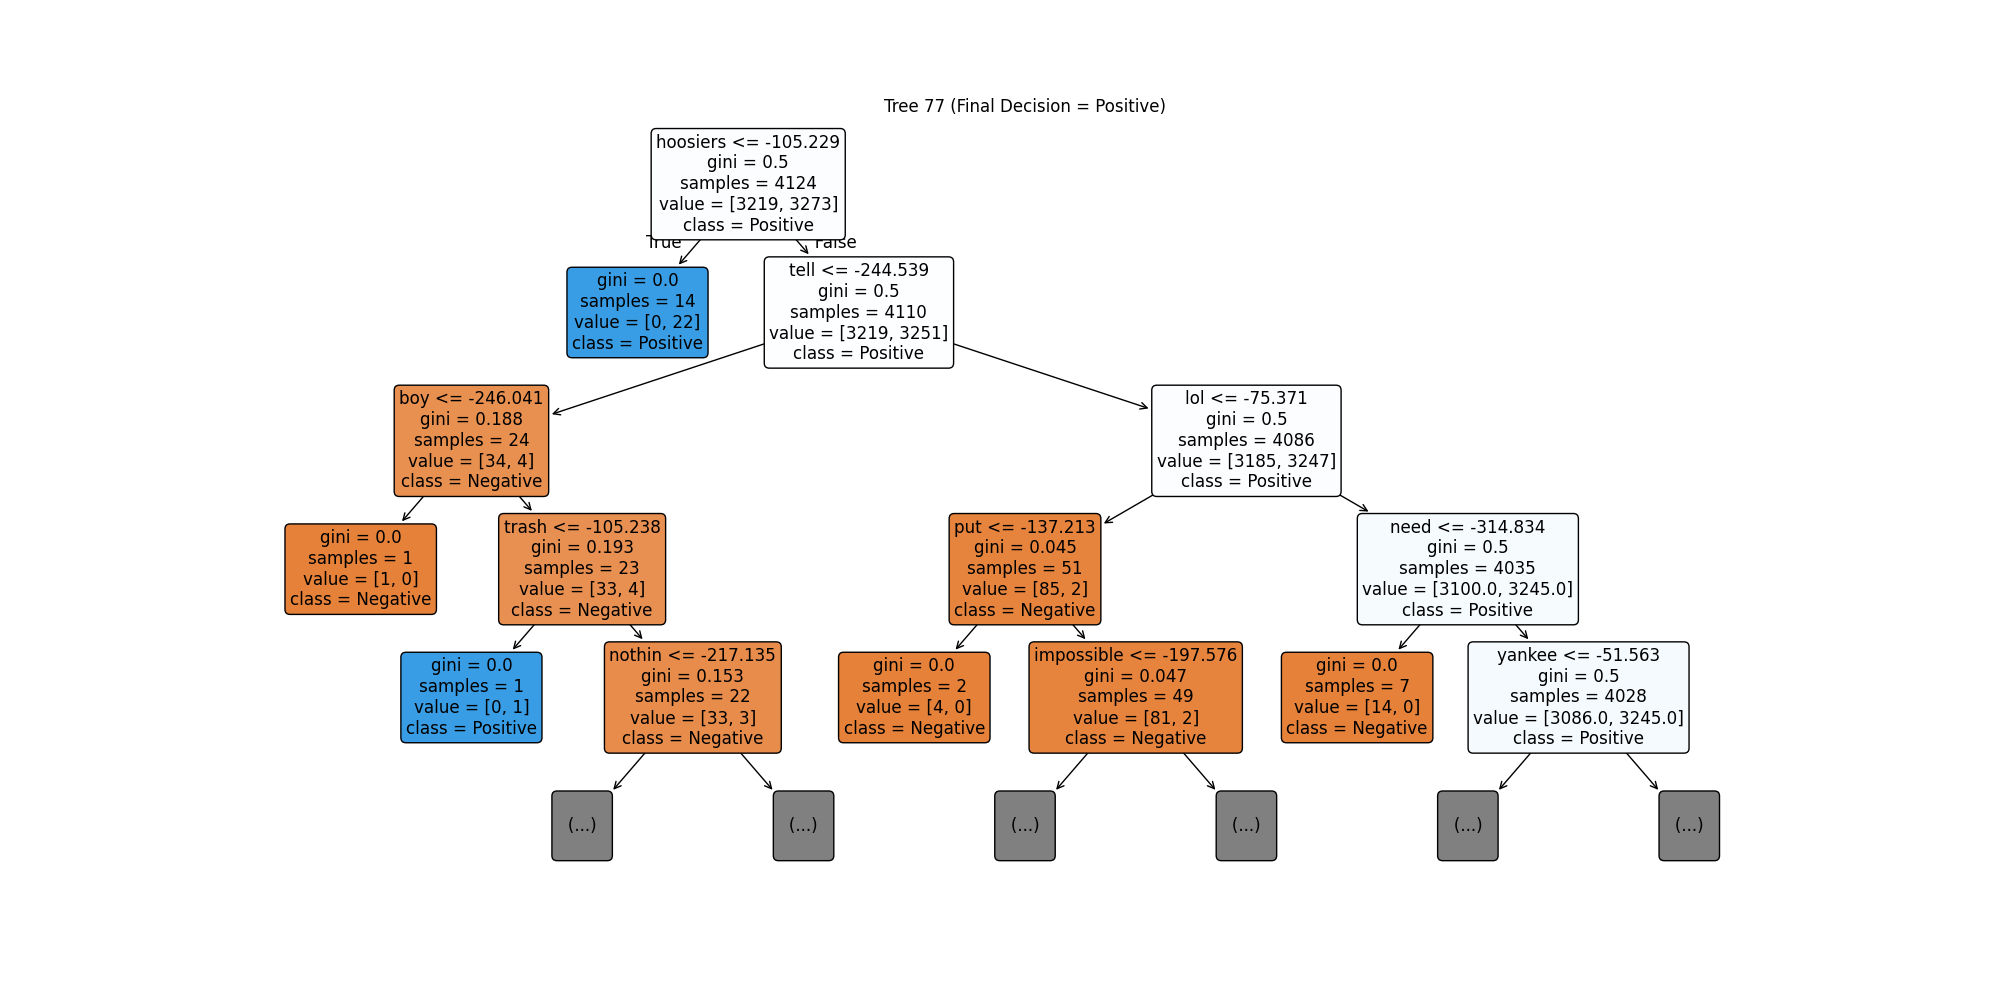 Tree 77 (Final Decision = Positive)
hoosiers <= -105.229
gini = 0.5
samples = 4124
value = [3219, 3273]
class = Positive
True
False
gini = 0.0
samples = 14
value = [0, 22]
class = Positive
tell <= -244.539
gini = 0.5
samples = 4110
value = [3219, 3251]
class = Positive
boy <= -246.041
gini = 0.188
samples = 24
value = [34, 4]
class = Negative
lol <= -75.371
gini = 0.5
samples = 4086
value = [3185, 3247]
class = Positive
gini = 0.0
samples = 1
value = [1, 0]
class = Negative
trash <= -105.238
gini = 0.193
samples = 23
value = [33, 4]
class = Negative
put <= -137.213
gini = 0.045
samples = 51
value = [85, 2]
class = Negative
need <= -314.834
gini = 0.5
samples = 4035
value = [3100.0, 3245.0]
class = Positive
gini = 0.0
samples = 1
value = [0, 1]
class = Positive
nothin <= -217.135
gini = 0.153
samples = 22
value = [33, 3]
class = Negative
gini = 0.0
samples = 2
value = [4, 0]
class = Negative
impossible <= -197.576
gini = 0.047
samples = 49
value = [81, 2]
class = Negative
gini = 0.0
samples = 7
value = [14, 0]
class = Negative
yankee <= -51.563
gini = 0.5
samples = 4028
value = [3086.0, 3245.0]
class = Positive
(...)
(...)
(...)
(...)
(...)
(...)